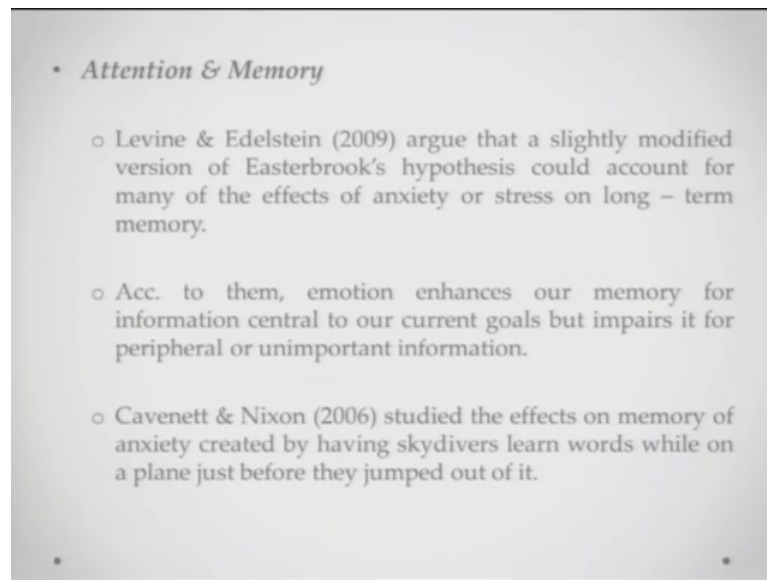 • Attention & Memory
o Levine & Edelstein (2009) argue that a slightly modified
version of Easterbrook's hypothesis could account for
many of the effects of anxiety or stress on long – term
memory.
o Acc. to them, emotion enhances our memory for
information central to our current goals but impairs it for
peripheral or unimportant information.
o Cavenett & Nixon (2006) studied the effects on memory of
anxiety created by having skydivers learn words while on
a plane just before they jumped out of it.